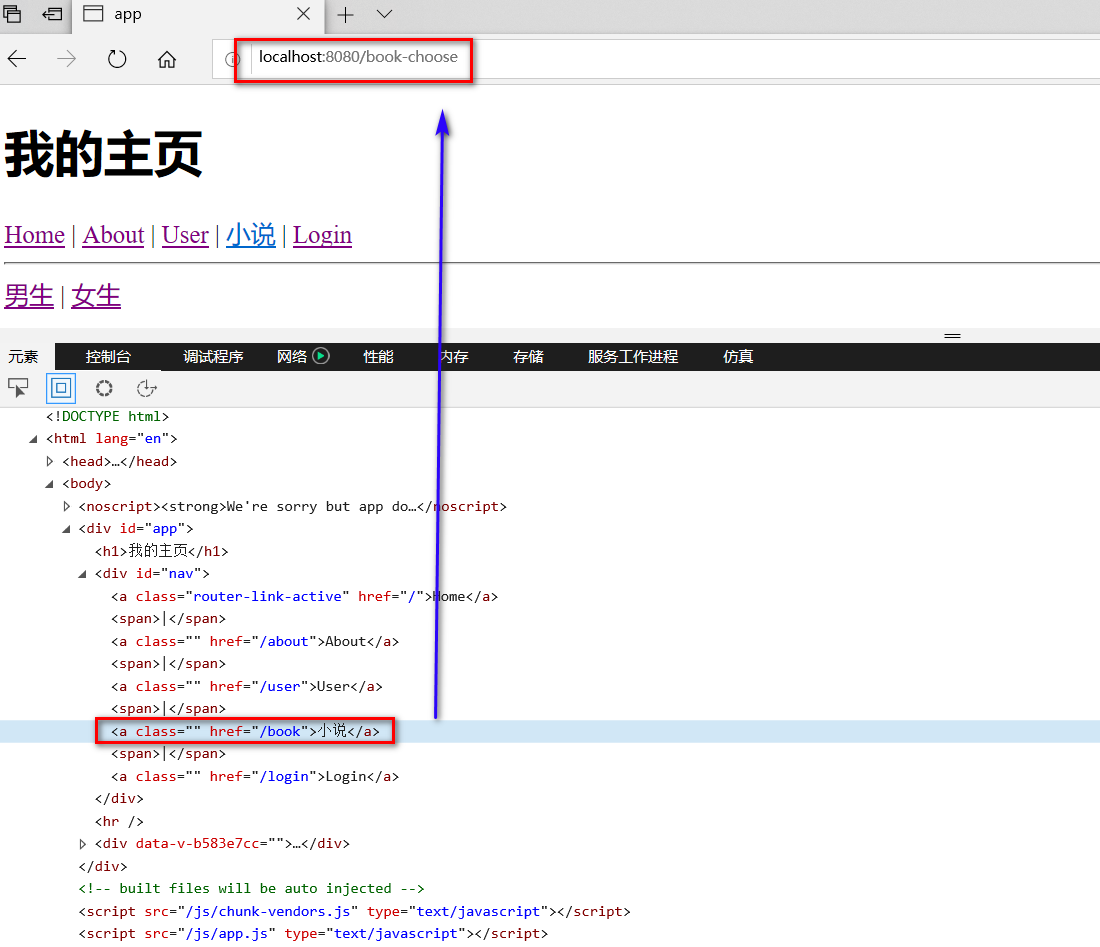 app
localhost:8080/book-choose
我的主页
Home | About | User | 小说 | Login
男生 | 女生
元素 控制台 调试程序 网络 性能 内存 存储 服务工作进程 仿真
<!DOCTYPE html>
<html lang="en">
<head>…</head>
<body>
<noscript><strong>We're sorry but app do…</noscript>
<div id="app">
<h1>我的主页</h1>
<div id="nav">
<a class="router-link-active" href="/">Home</a>
<span>|</span>
<a class="" href="/about">About</a>
<span>|</span>
<a class="" href="/user">User</a>
<span>|</span>
<a class="" href="/book">小说</a>
<span>|</span>
<a class="" href="/login">Login</a>
</div>
<hr />
<div data-v-b583e7cc="">…</div>
</div>
<!-- built files will be auto injected -->
<script src="/js/chunk-vendors.js" type="text/javascript"></script>
<script src="/js/app.js" type="text/javascript"></script>